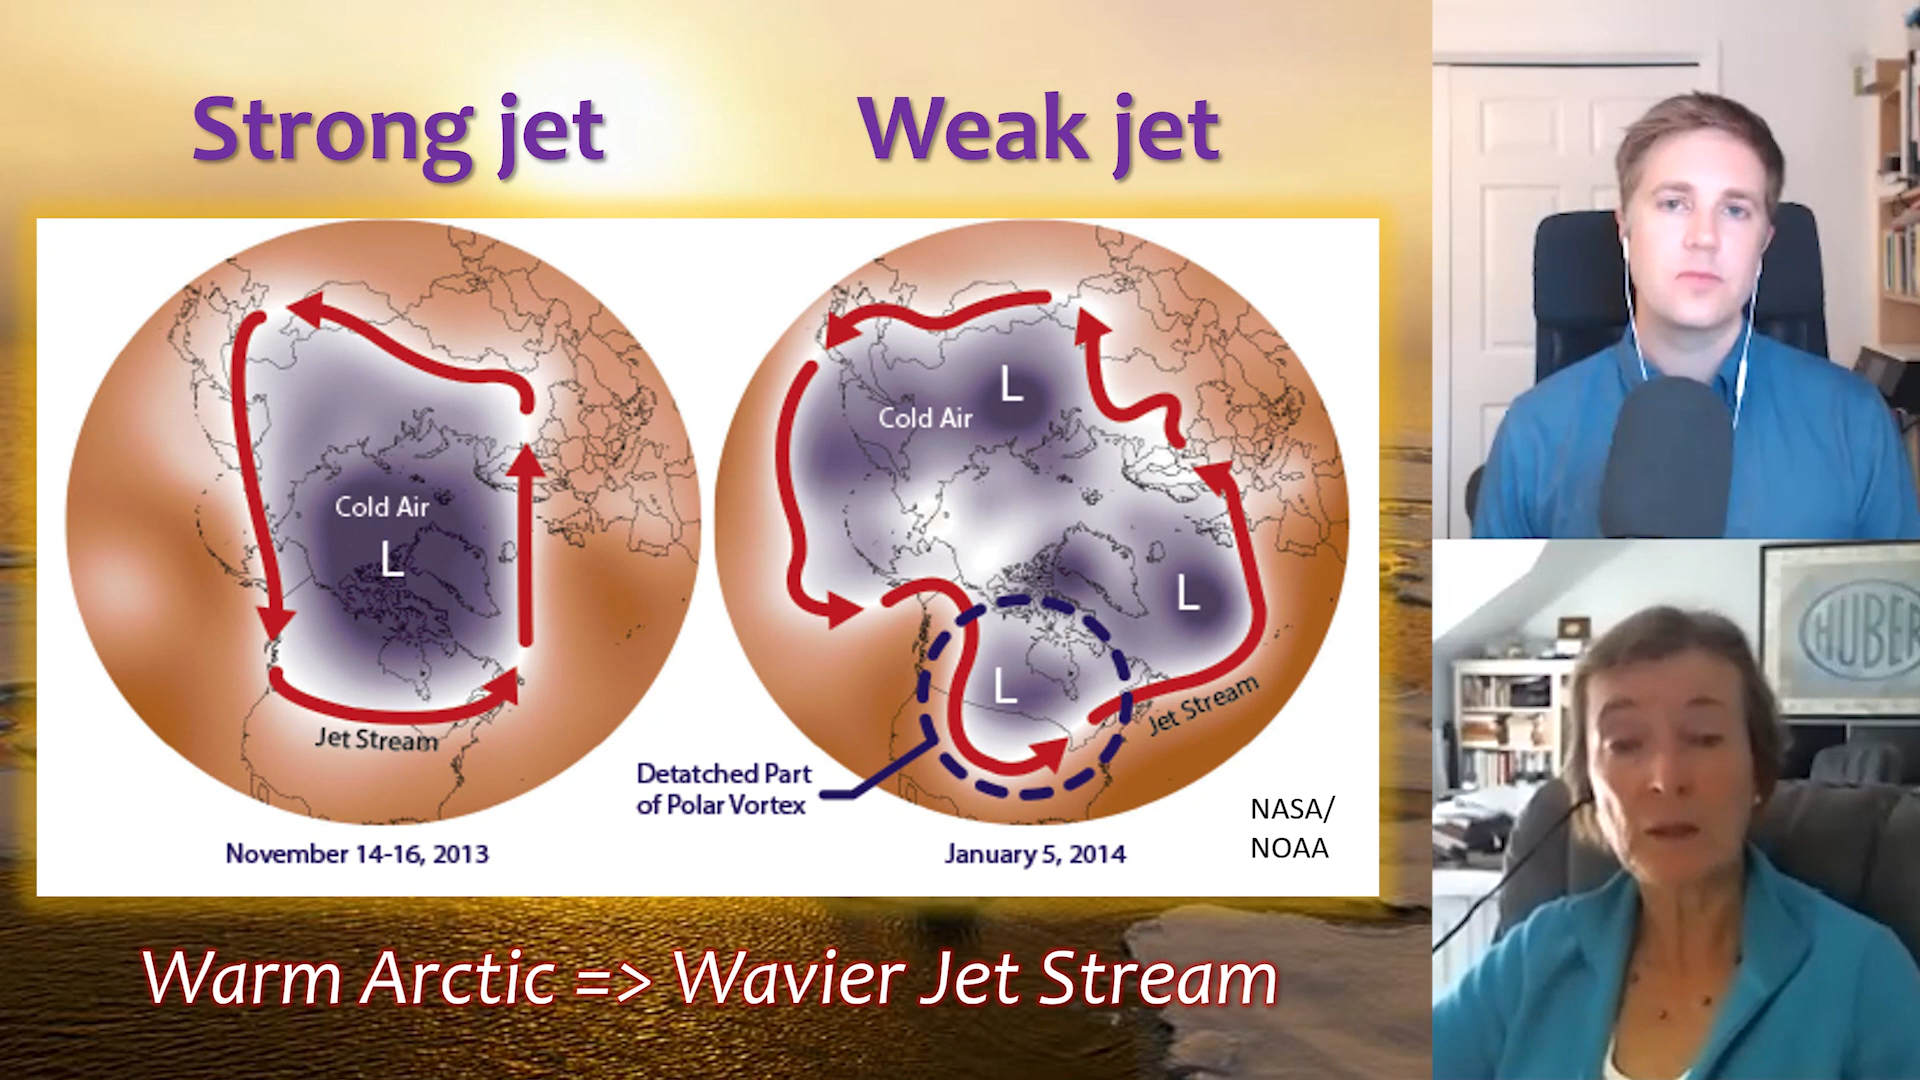 Strong jet
Weak jet
Cold Air
L
Jet Stream
November 14-16, 2013
L
Cold Air
L
L
Jet Stream
Detatched Part
of Polar Vortex
January 5, 2014
NASA/
NOAA
Warm Arctic => Wavier Jet Stream
HUBER